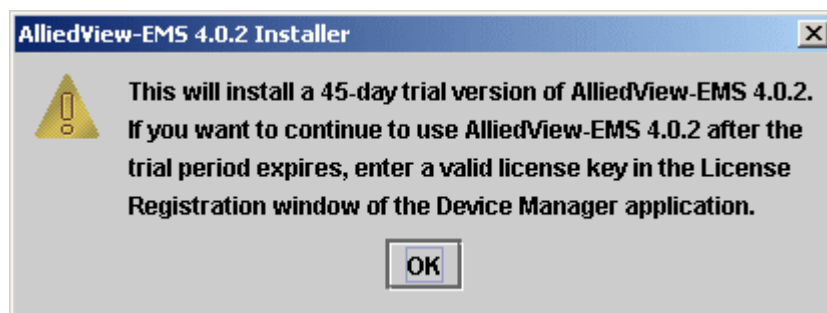 AlliedView-EMS 4.0.2 Installer
This will install a 45-day trial version of AlliedView-EMS 4.0.2.
If you want to continue to use AlliedView-EMS 4.0.2 after the
trial period expires, enter a valid license key in the License
Registration window of the Device Manager application.
OK